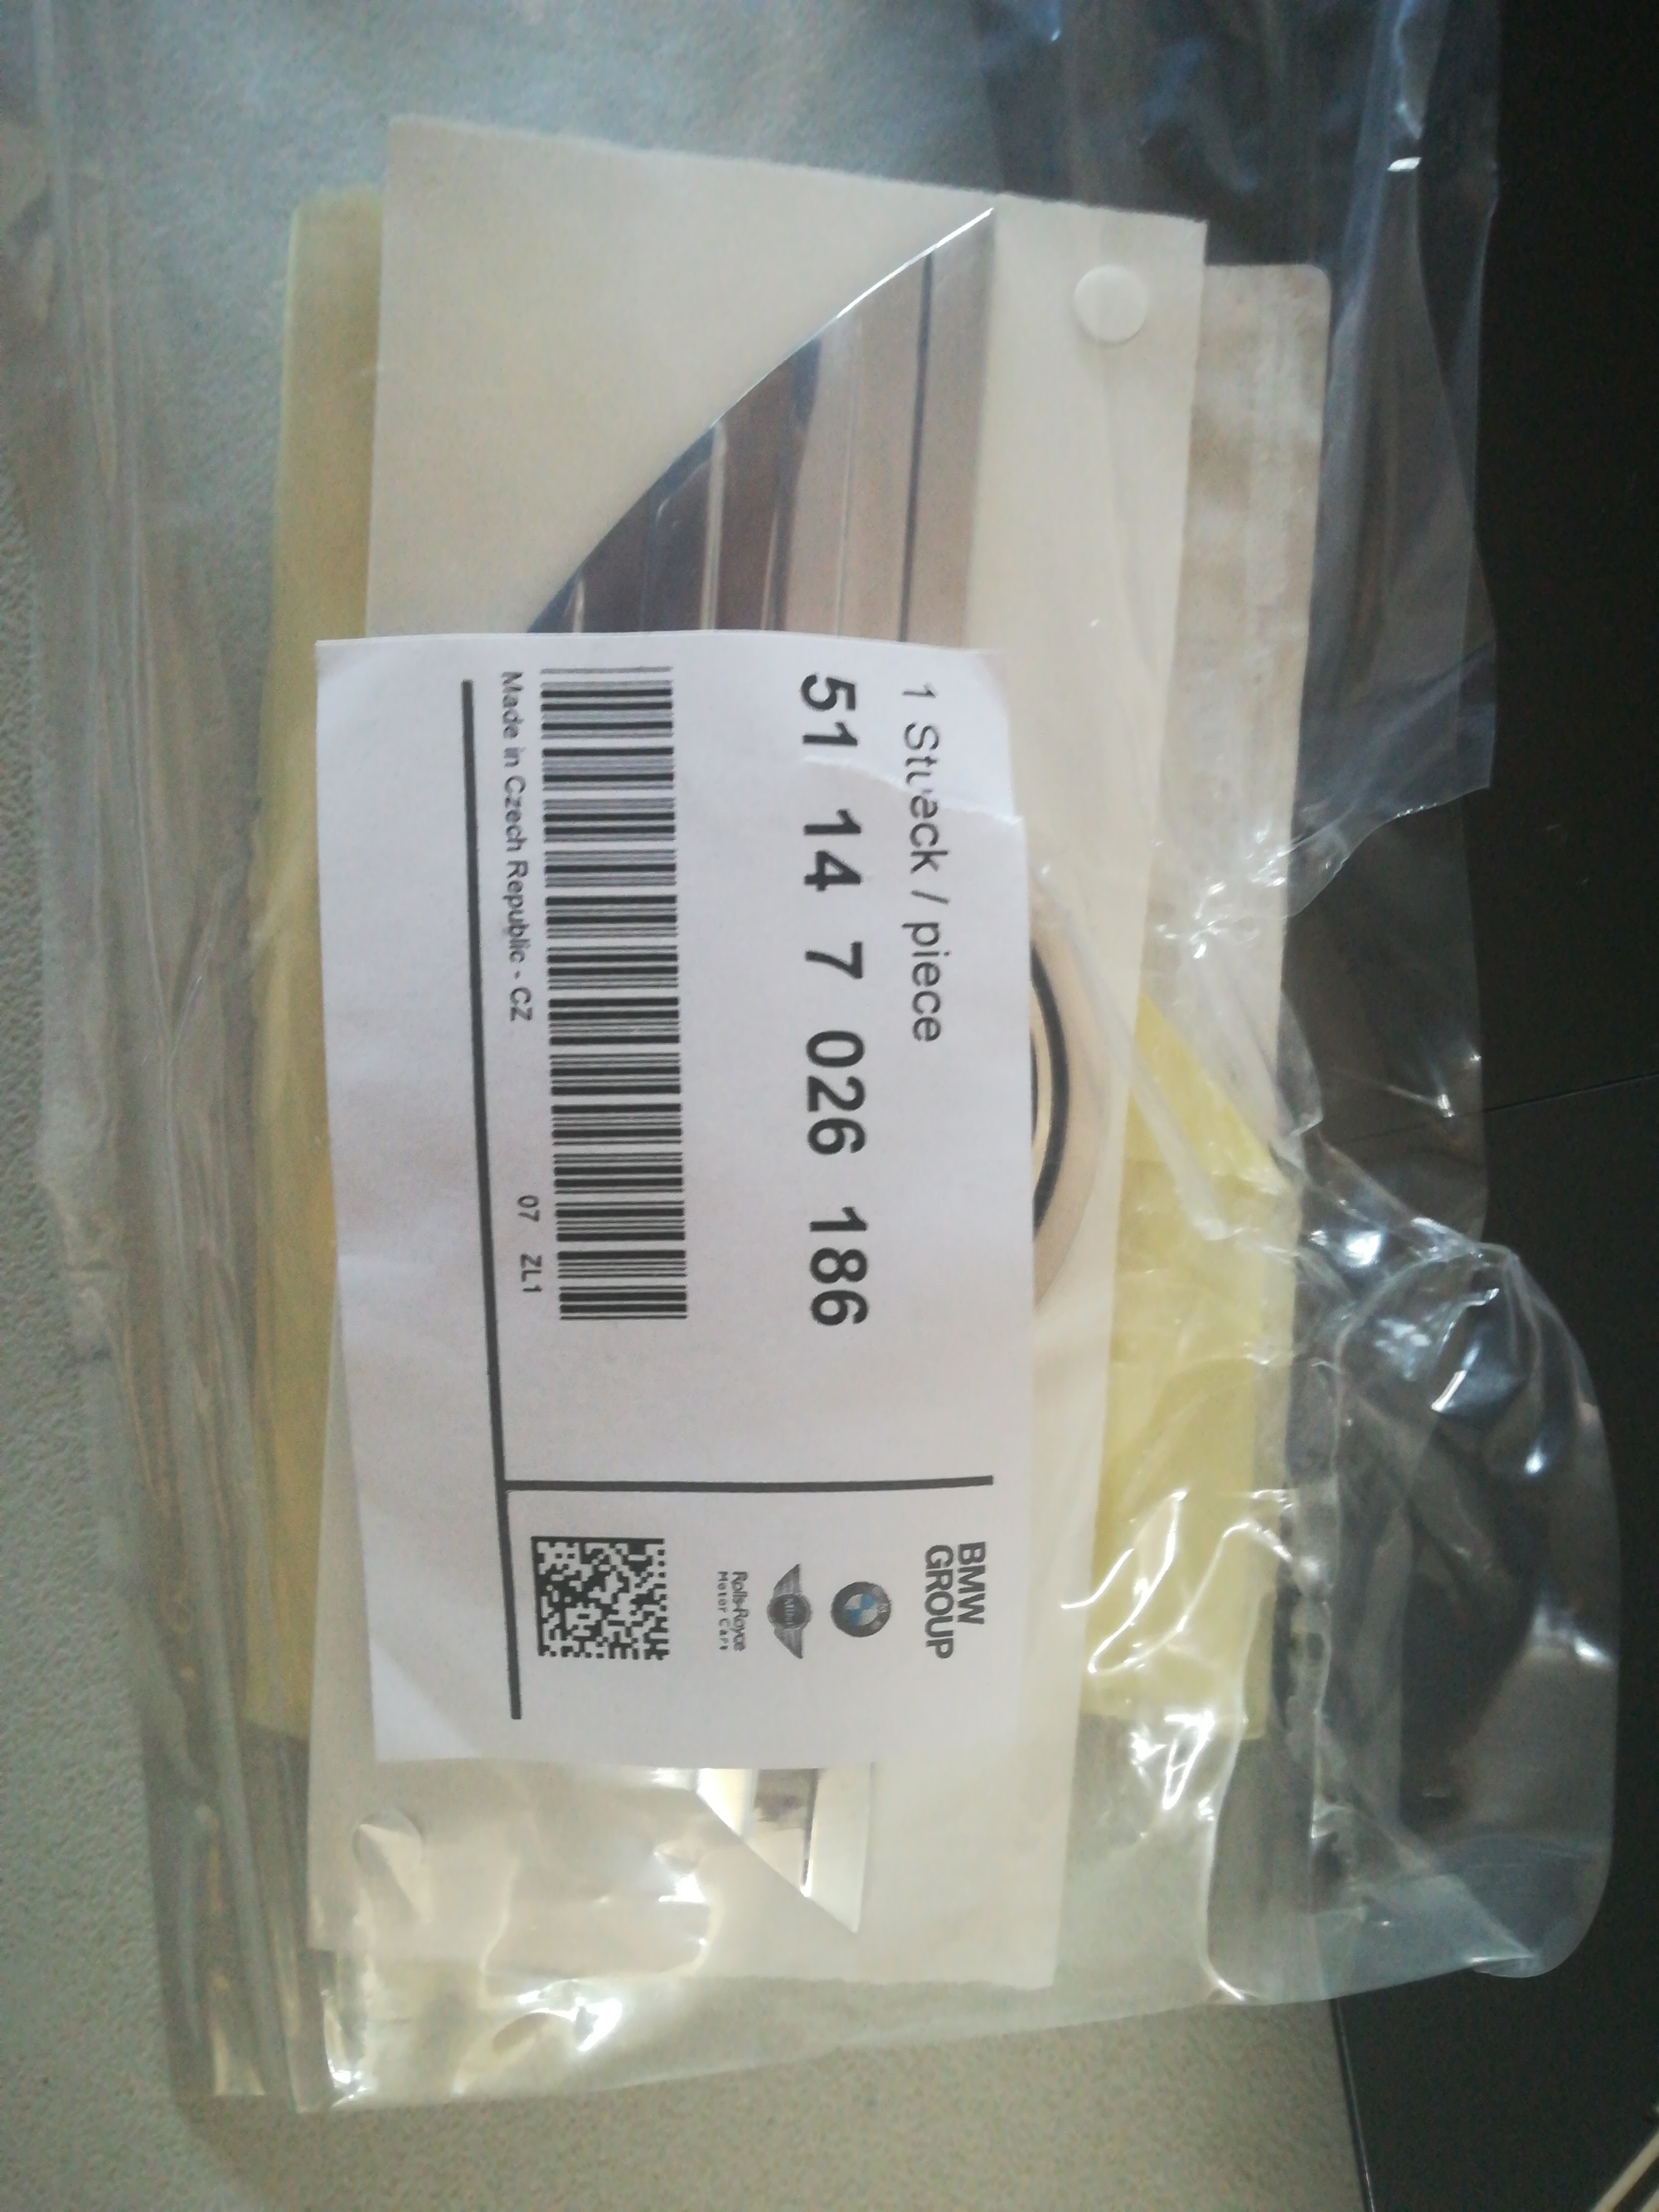 1 Stueck / piece
51 14 7 026 186
Made in Czech Republic - CZ
07 ZL1
BMW
GROUP
MINI
Rolls-Royce
Motor Cars